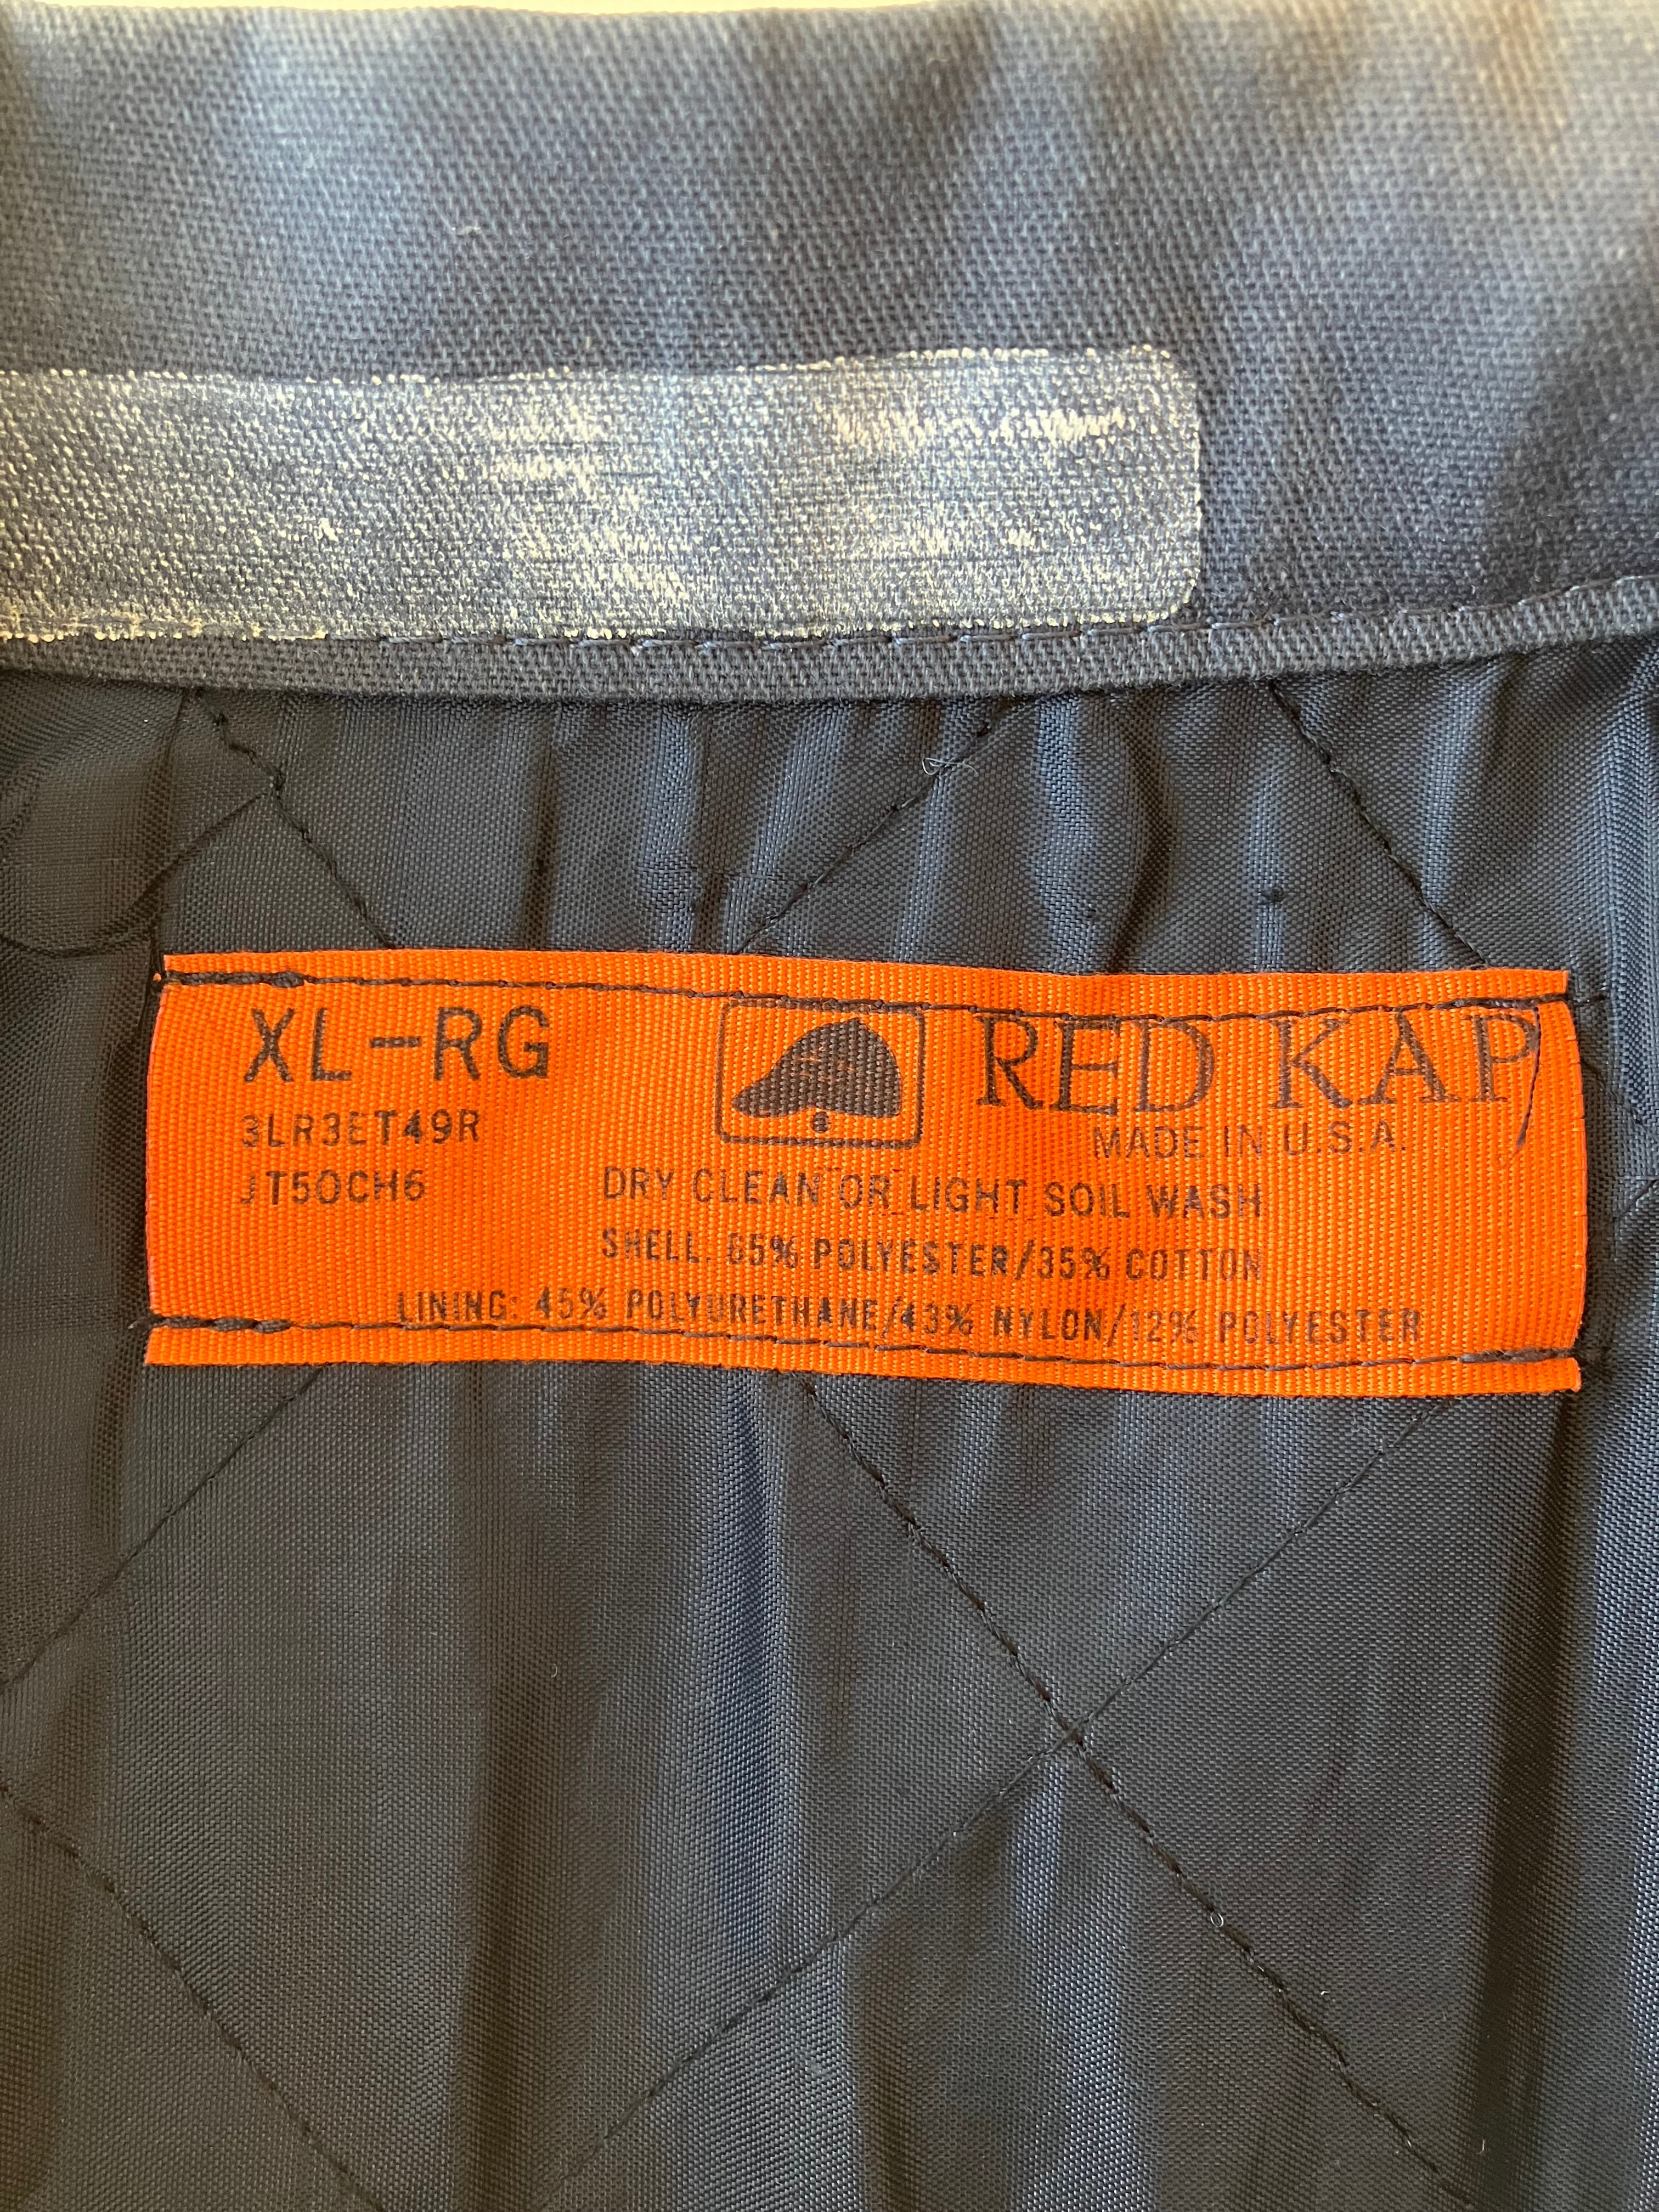 XL-RG
RED KAP
3LR3ET49R
MADE IN U.S.A.
JT50CH6
DRY CLEAN OR LIGHT SOIL WASH
SHELL. 65% POLYESTER/35% COTTON
LINING: 45% POLYURETHANE/43% NYLON/12% POLYESTER